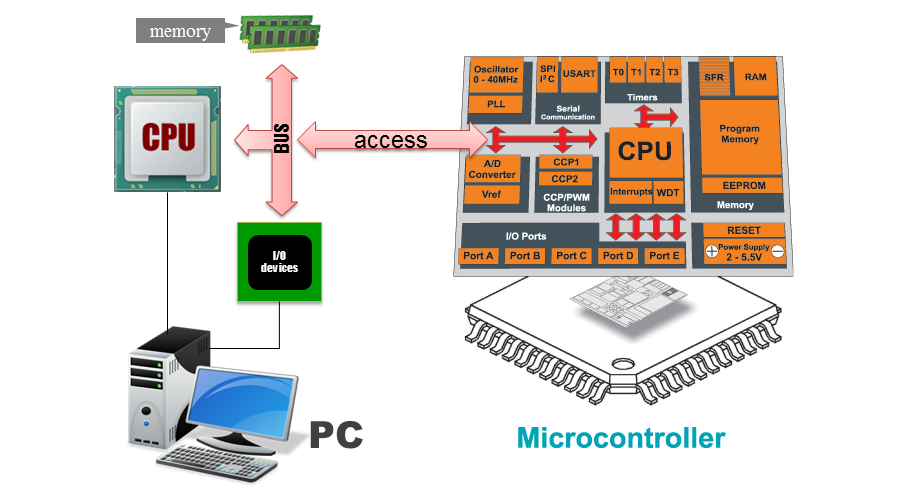 memory
CPU
BUS
access
I/O
devices
PC
Oscillator
0 - 40MHz
PLL
SPI
I²C
USART
Serial
Communication
T0
T1
T2
T3
Timers
SFR
RAM
Program
Memory
EEPROM
Memory
A/D
Converter
Vref
CCP1
CCP2
CCP/PWM
Modules
CPU
Interrupts
WDT
I/O Ports
Port A
Port B
Port C
Port D
Port E
RESET
+
Power Supply
2 - 5.5V
−
Microcontroller